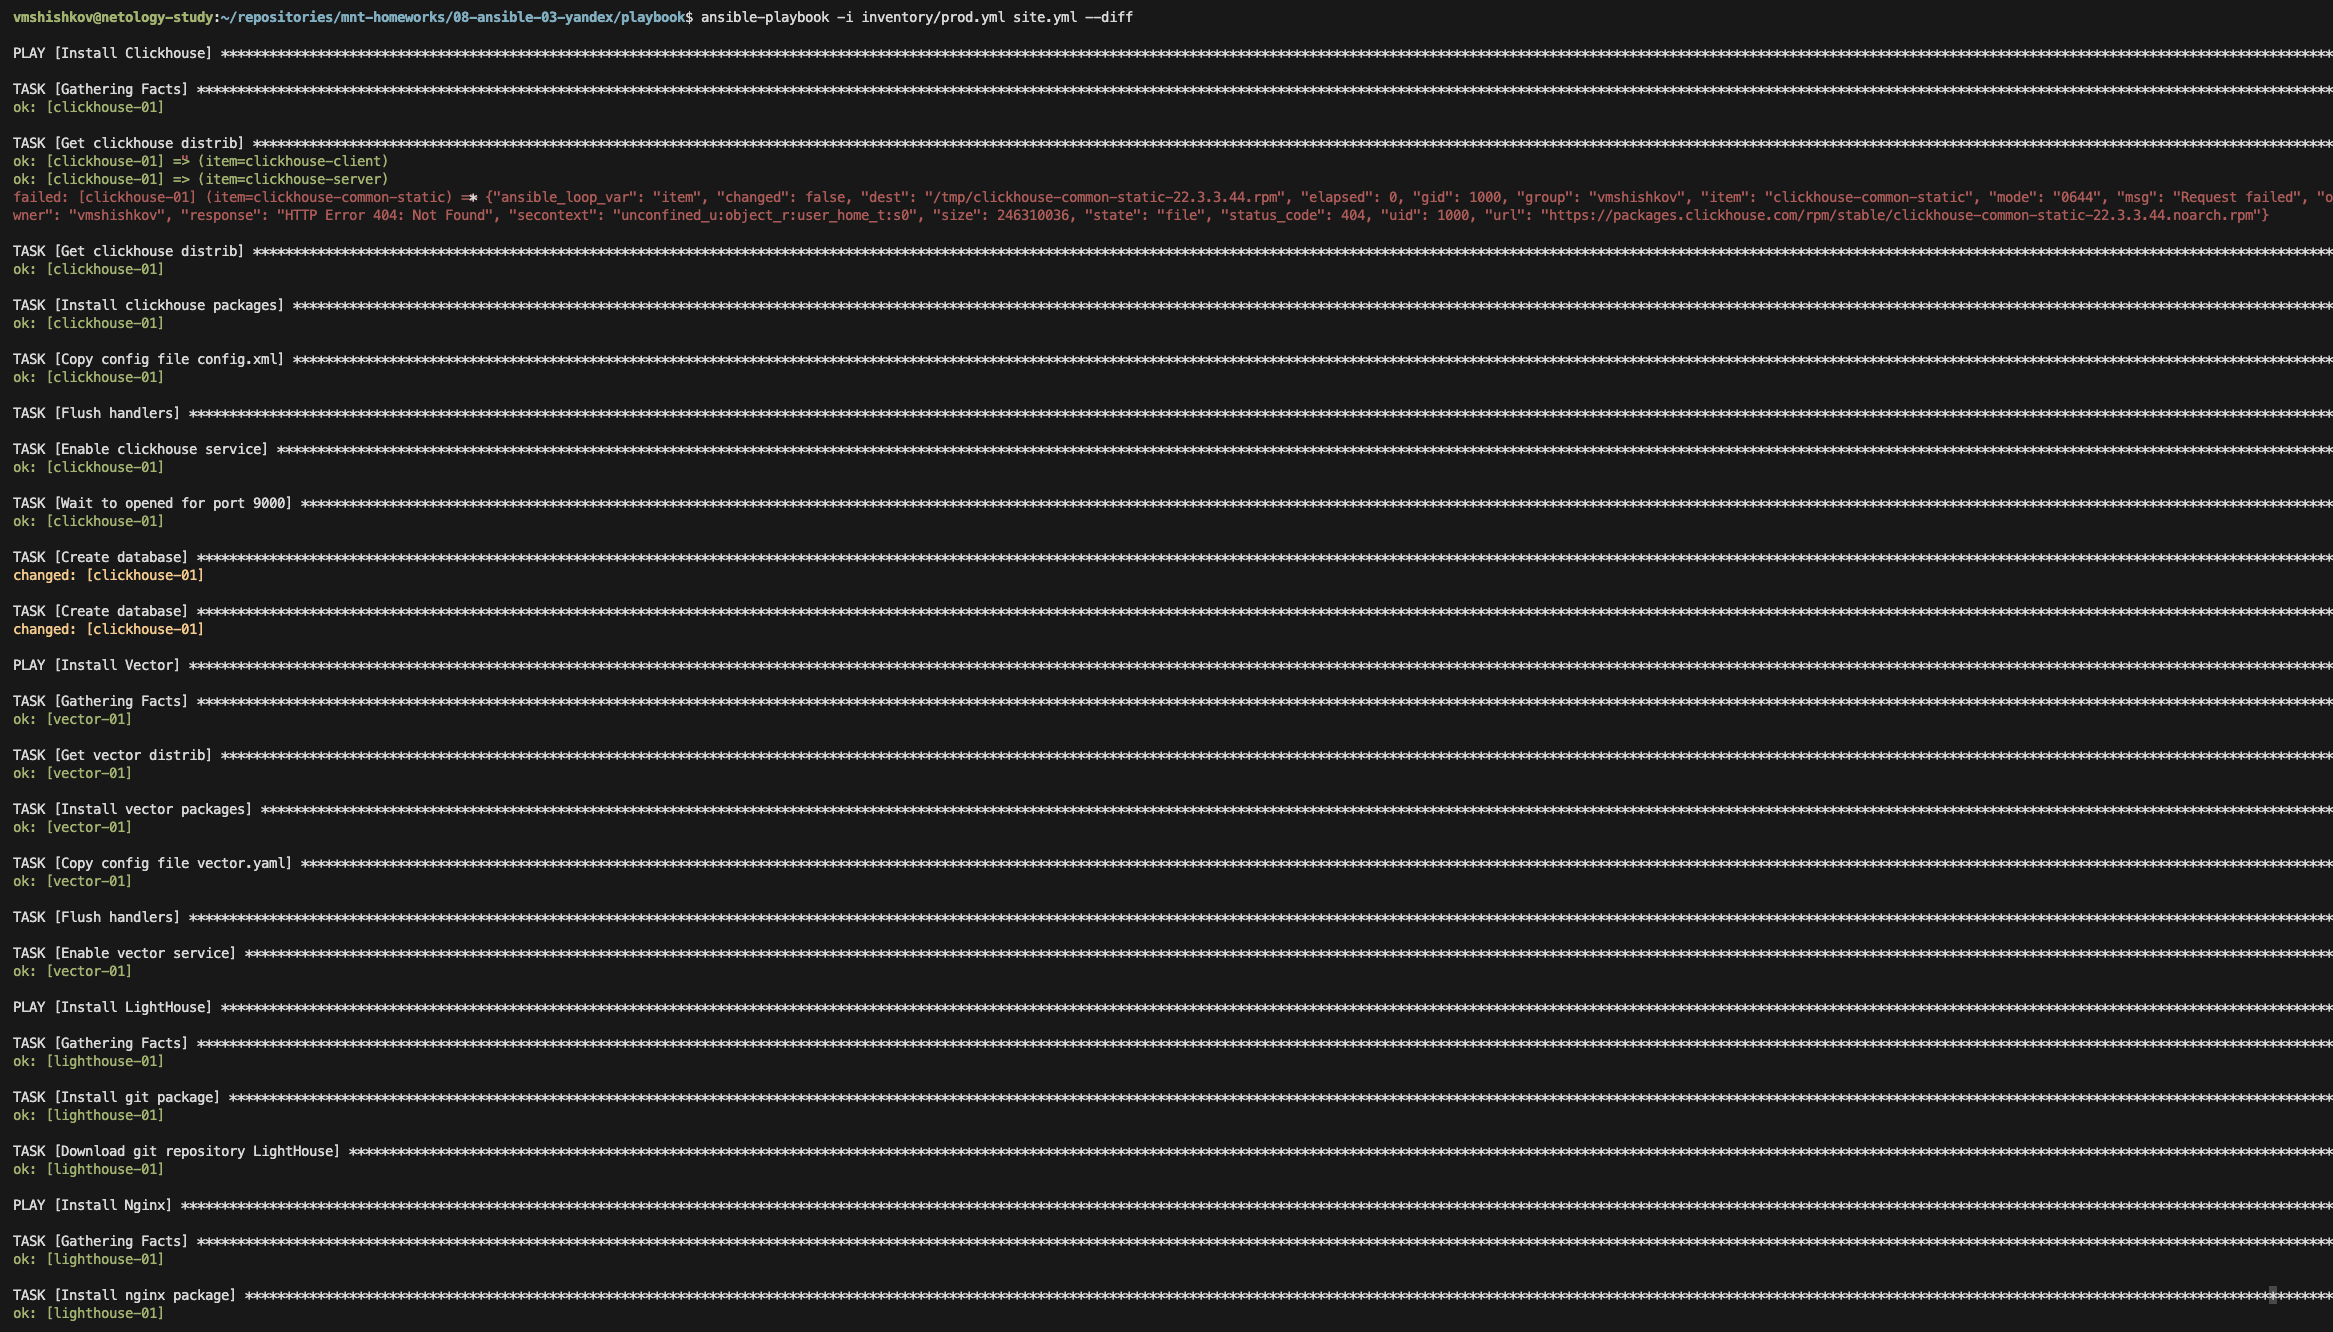 vmshishkov@netology-study:~/repositories/mnt-homeworks/08-ansible-03-yandex/playbook$ ansible-playbook -i inventory/prod.yml site.yml --diff
PLAY [Install Clickhouse] ****************************************
TASK [Gathering Facts] ****************************************
ok: [clickhouse-01]
TASK [Get clickhouse distrib] ****************************************
ok: [clickhouse-01] => (item=clickhouse-client)
ok: [clickhouse-01] => (item=clickhouse-server)
failed: [clickhouse-01] (item=clickhouse-common-static) =* {"ansible_loop_var": "item", "changed": false, "dest": "/tmp/clickhouse-common-static-22.3.3.44.rpm", "elapsed": 0, "gid": 1000, "group": "vmshishkov", "item": "clickhouse-common-static", "mode": "0644", "msg": "Request failed", "o
wner": "vmshishkov", "response": "HTTP Error 404: Not Found", "secontext": "unconfined_u:object_r:user_home_t:s0", "size": 246310036, "state": "file", "status_code": 404, "uid": 1000, "url": "https://packages.clickhouse.com/rpm/stable/clickhouse-common-static-22.3.3.44.noarch.rpm"}
TASK [Get clickhouse distrib] ****************************************
ok: [clickhouse-01]
TASK [Install clickhouse packages] ****************************************
ok: [clickhouse-01]
TASK [Copy config file config.xml] ****************************************
ok: [clickhouse-01]
TASK [Flush handlers] ****************************************
TASK [Enable clickhouse service] ****************************************
ok: [clickhouse-01]
TASK [Wait to opened for port 9000] ****************************************
ok: [clickhouse-01]
TASK [Create database] ****************************************
changed: [clickhouse-01]
TASK [Create database] ****************************************
changed: [clickhouse-01]
PLAY [Install Vector] ****************************************
TASK [Gathering Facts] ****************************************
ok: [vector-01]
TASK [Get vector distrib] ****************************************
ok: [vector-01]
TASK [Install vector packages] ****************************************
ok: [vector-01]
TASK [Copy config file vector.yaml] ****************************************
ok: [vector-01]
TASK [Flush handlers] ****************************************
TASK [Enable vector service] ****************************************
ok: [vector-01]
PLAY [Install LightHouse] ****************************************
TASK [Gathering Facts] ****************************************
ok: [lighthouse-01]
TASK [Install git package] ****************************************
ok: [lighthouse-01]
TASK [Download git repository LightHouse] ****************************************
ok: [lighthouse-01]
PLAY [Install Nginx] ****************************************
TASK [Gathering Facts] ****************************************
ok: [lighthouse-01]
TASK [Install nginx package] ****************************************
ok: [lighthouse-01]